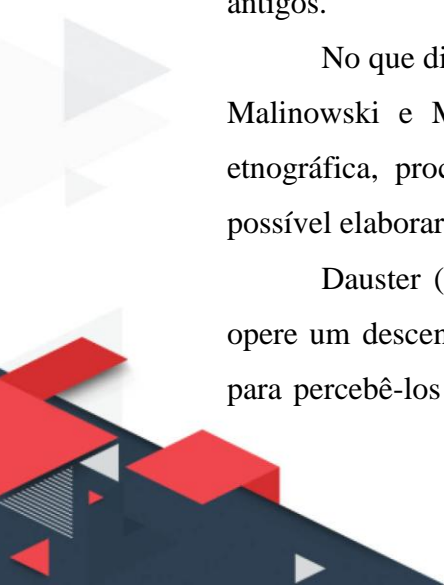 antigos.
No que di
Malinowski e M
etnográfica, proc
possível elaborar
Dauster (
opere um descen
para percebê-los